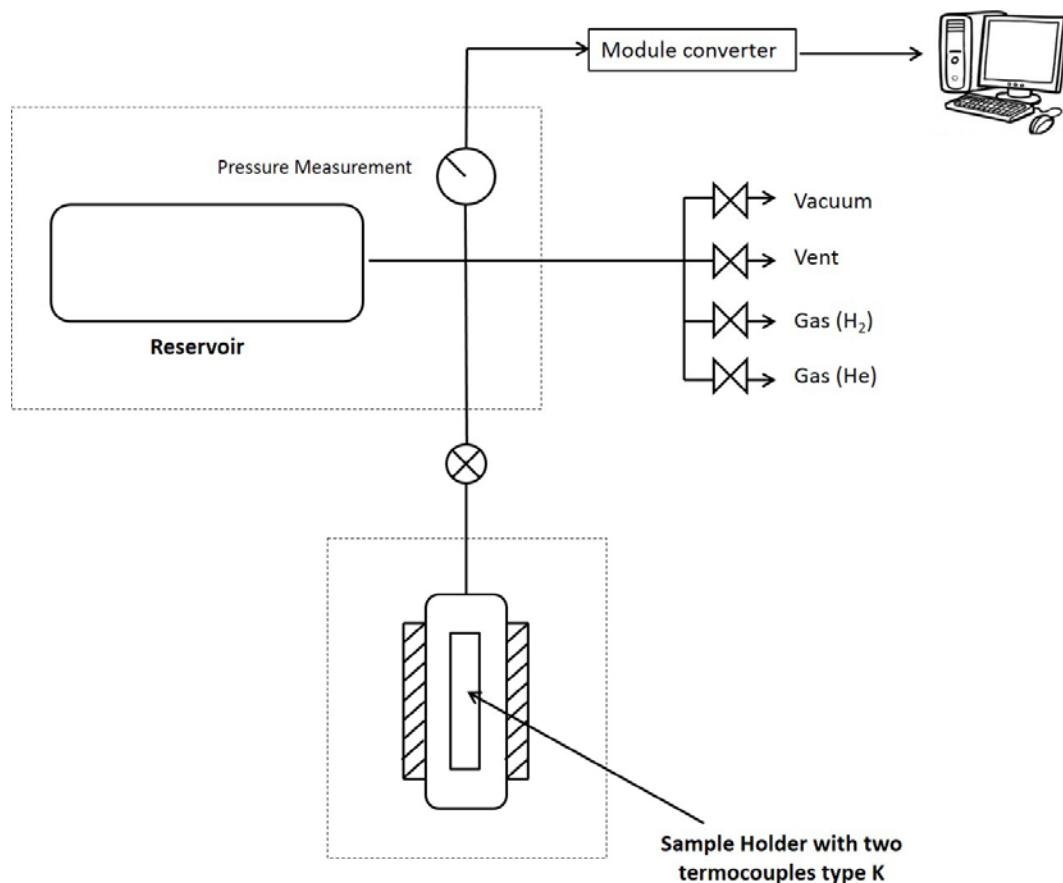 Module converter
Pressure Measurement
Vacuum
Vent
Gas (H₂)
Gas (He)
Reservoir
Sample Holder with two
termocouples type K